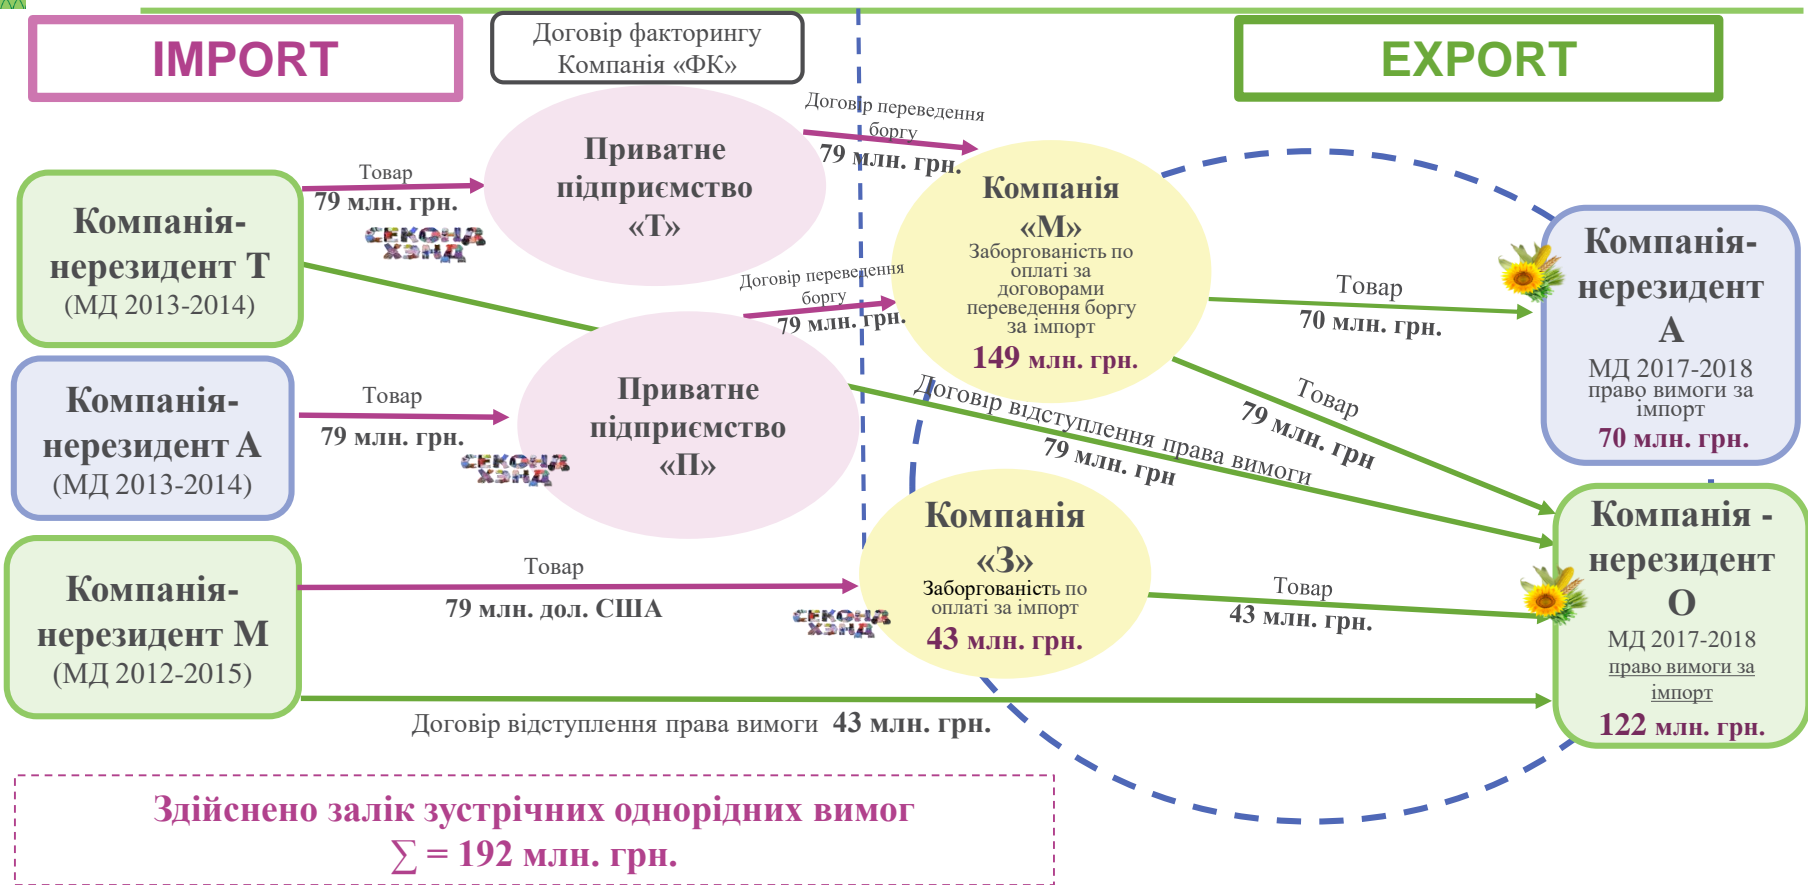 IMPORT
Договір факторингу
Компанія «ФК»
EXPORT
Компанія-
нерезидент Т
(МД 2013-2014)
Товар
79 млн. грн.
СЕКОНД
ХЭНД
Приватне
підприємство
«Т»
Договір переведення
боргу
79 млн. грн.
Компанія
«М»
Заборгованість по
оплаті за
договорами
переведення боргу
за імпорт
149 млн. грн.
Товар
70 млн. грн.
Компанія-
нерезидент
А
МД 2017-2018
право вимоги за
імпорт
70 млн. грн.
Компанія-
нерезидент А
(МД 2013-2014)
Товар
79 млн. грн.
СЕКОНД
ХЭНД
Приватне
підприємство
«П»
Договір переведення
боргу
79 млн. грн.
Договір відступлення права вимоги
79 млн. грн
Товар
79 млн. грн
Компанія-
нерезидент М
(МД 2012-2015)
Товар
79 млн. дол. США
СЕКОНД
ХЭНД
Компанія
«З»
Заборгованість по
оплаті за імпорт
43 млн. грн.
Товар
43 млн. грн.
Компанія -
нерезидент
О
МД 2017-2018
право вимоги за
імпорт
122 млн. грн.
Договір відступлення права вимоги 43 млн. грн.
Здійснено залік зустрічних однорідних вимог
∑ = 192 млн. грн.